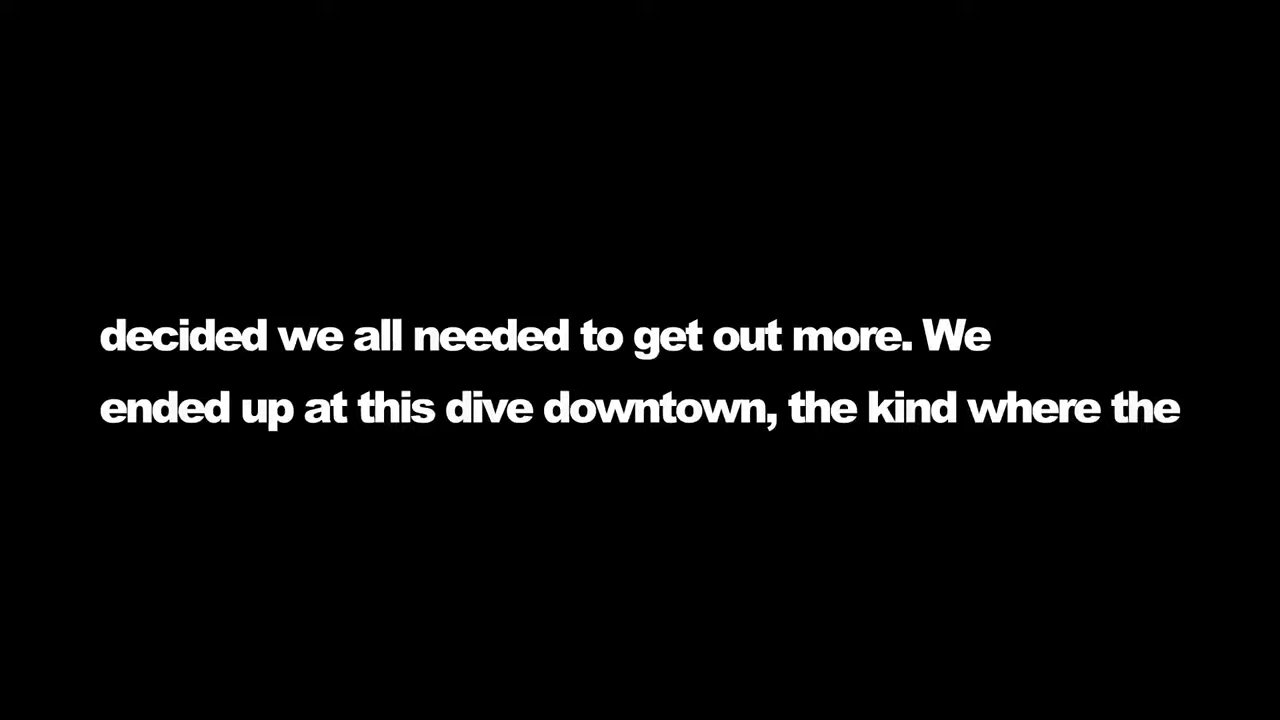 decided we all needed to get out more. We
ended up at this dive downtown, the kind where the